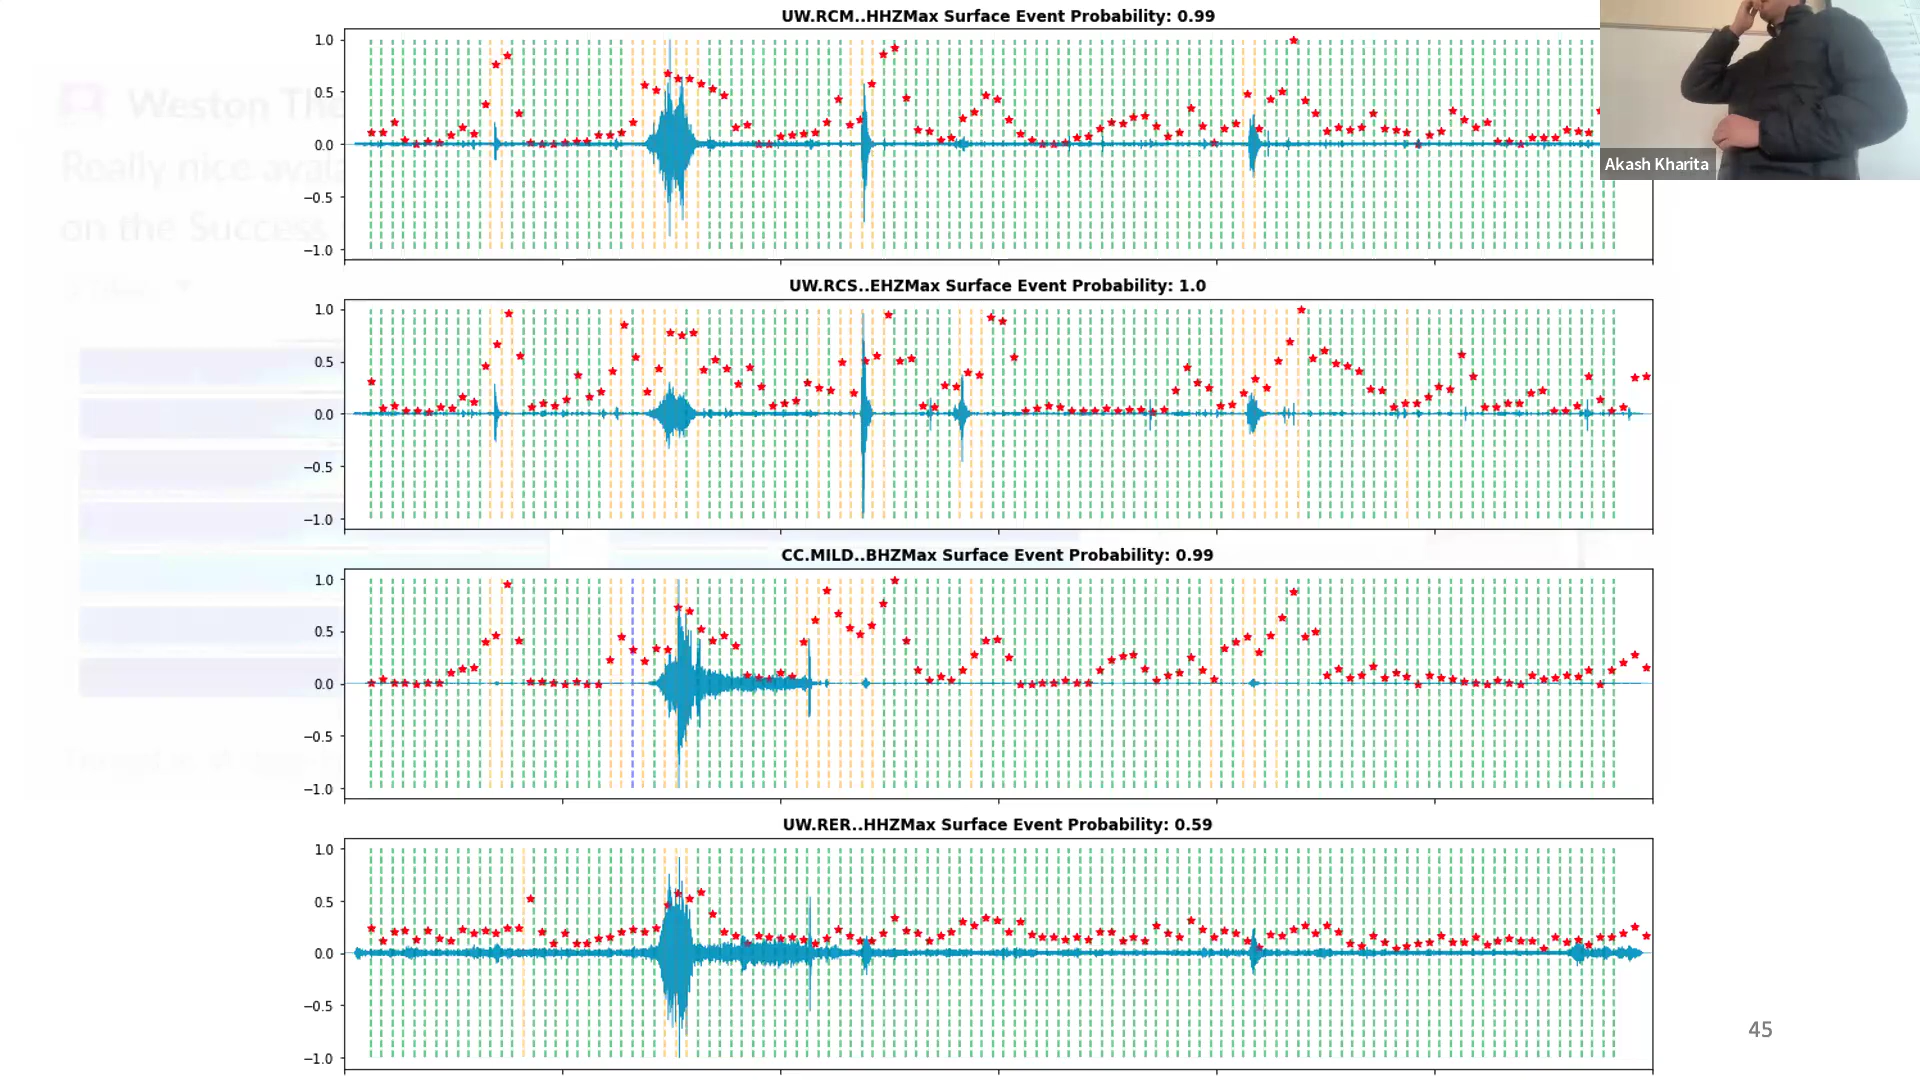 UW.RCM..HHZMax Surface Event Probability: 0.99
1.0
0.5
0.0
−0.5
−1.0
Akash Kharita
Weston
Really nice
on the Success
UW.RCS..EHZMax Surface Event Probability: 1.0
1.0
0.5
0.0
−0.5
−1.0
CC.MILD..BHZMax Surface Event Probability: 0.99
1.0
0.5
0.0
−0.5
−1.0
UW.RER..HHZMax Surface Event Probability: 0.59
1.0
0.5
0.0
−0.5
−1.0
45